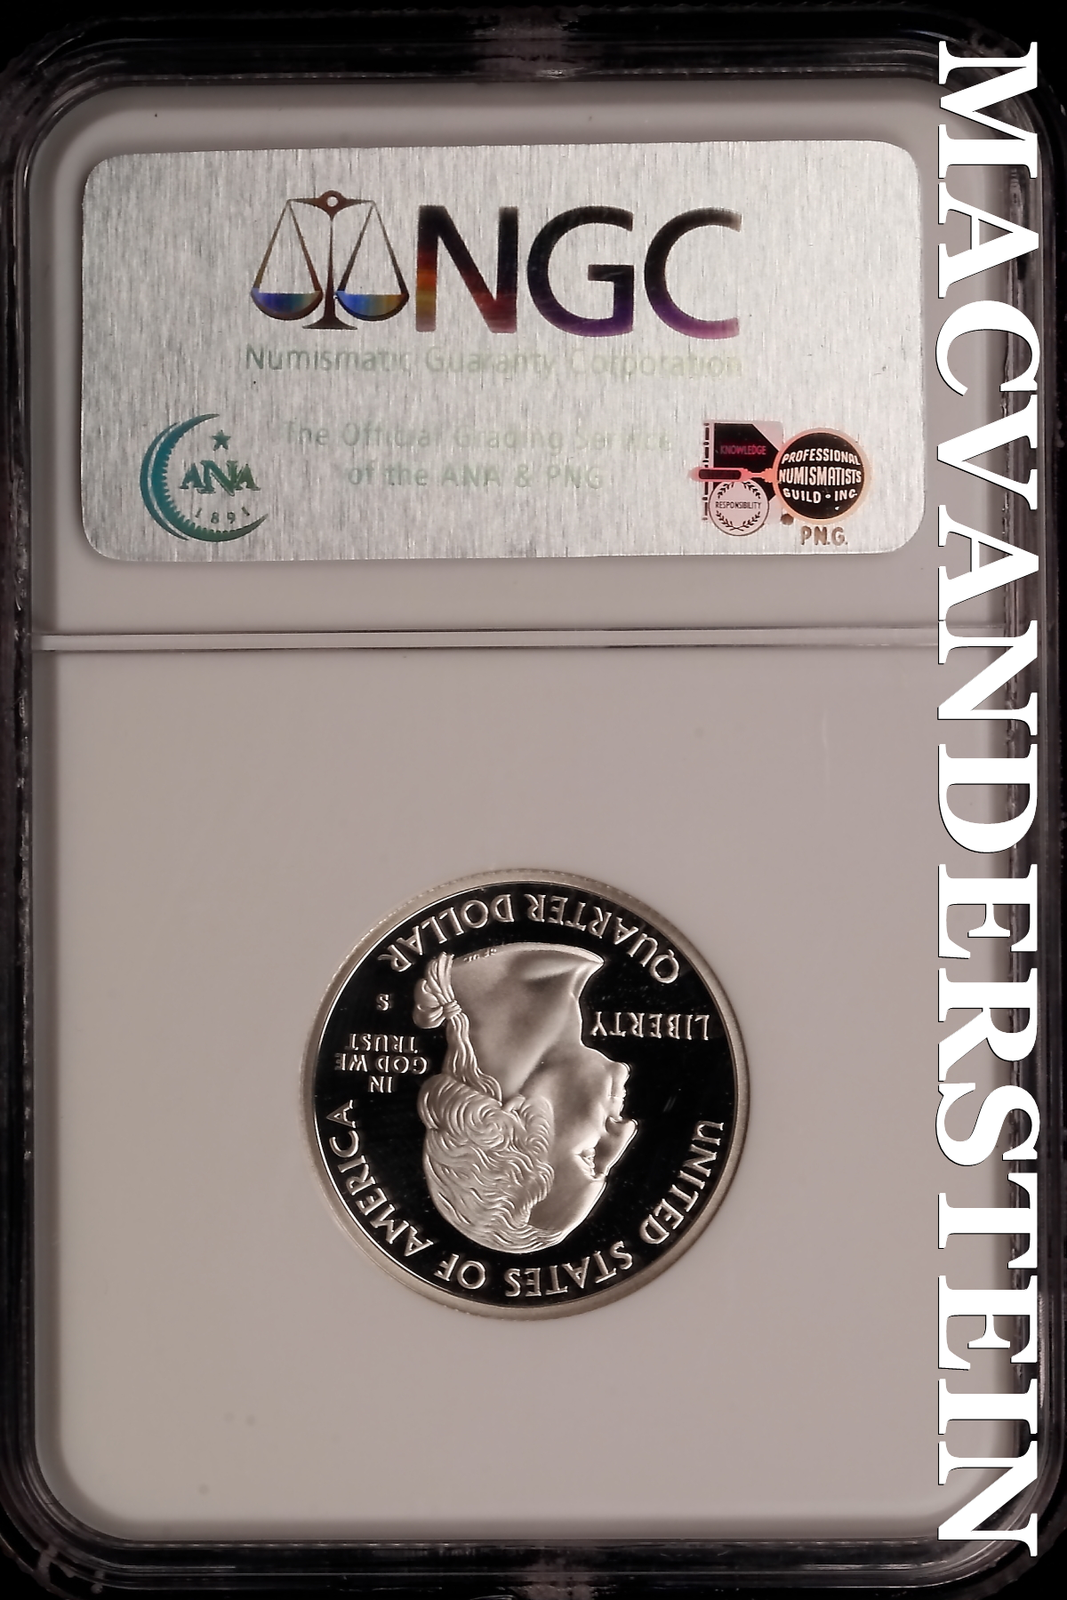 NGC
Numismatic Guaranty Corporation
The Official Grading Service
of the ANA & PNG
ANA
1891
KNOWLEDGE
RESPONSIBILITY
PROFESSIONAL
NUMISMATISTS
GUILD • INC.
P.N.G.
QUARTER DOLLAR
S
LIBERTY
IN
GOD WE
TRUST
UNITED STATES OF AMERICA
MACVANDERSTEIN